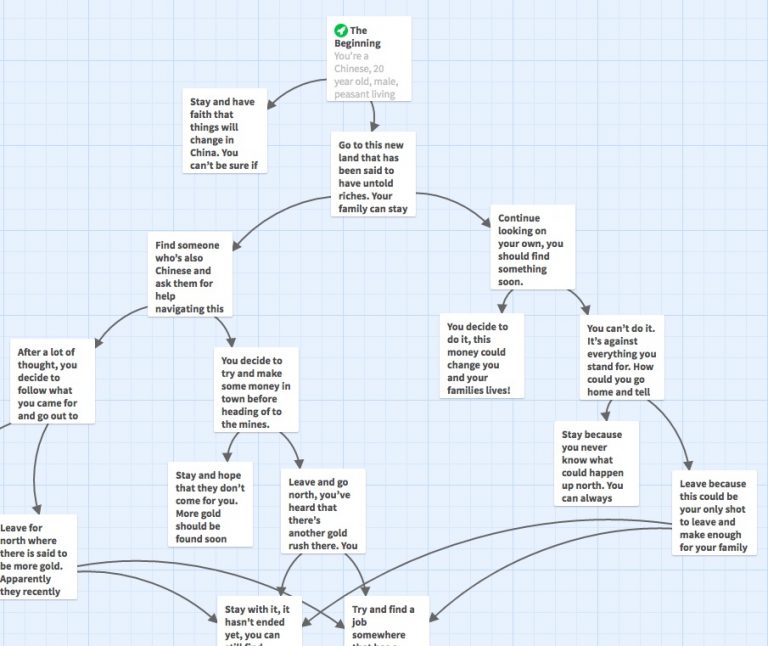 The
Beginning
You're a
Chinese, 20
year old, male,
peasant living
Stay and have
faith that
things will
change in
China. You
can't be sure if
Go to this new
land that has
been said to
have untold
riches. Your
family can stay
Continue
looking on
your own, you
should find
something
soon.
Find someone
who's also
Chinese and
ask them for
help
navigating this
You decide to
do it, this
money could
change you
and your
families lives!
You can't do it.
It's against
everything you
stand for. How
could you go
home and tell
After a lot of
thought, you
decide to
follow what
you came for
and go out to
You decide to
try and make
some money in
town before
heading of to
the mines.
Stay because
you never
know what
could happen
up north. You
can always
Stay and hope
that they don't
come for you.
More gold
should be
found soon
Leave and go
north, you've
heard that
there's
another gold
rush there. You
Leave because
this could be
your only shot
to leave and
make enough
for your family
Leave for
north where
there is said to
be more gold.
Apparently
they recently
Stay with it, it
hasn't ended
yet, you can
still find
Try and find a
job
somewhere
that has a